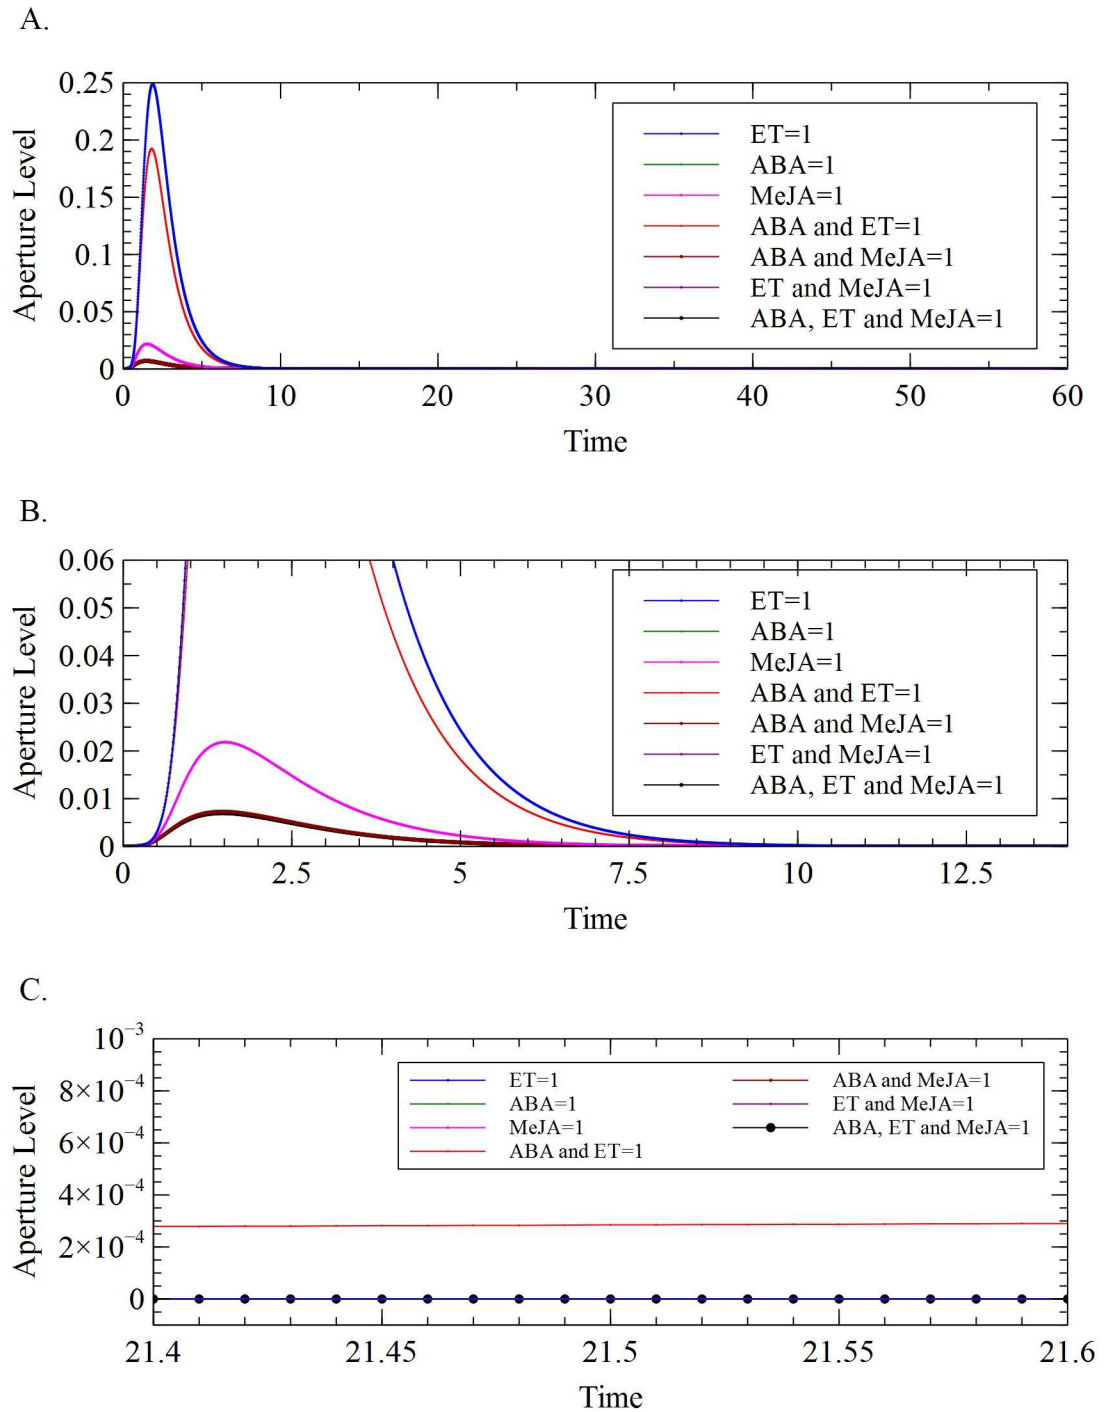 A.
0.25
0.2
0.15
0.1
0.05
0
Aperture Level
ET=1
ABA=1
MeJA=1
ABA and ET=1
ABA and MeJA=1
ET and MeJA=1
ABA, ET and MeJA=1
0 10 20 30 40 50 60
Time
B.
0.06
0.05
0.04
0.03
0.02
0.01
0
Aperture Level
ET=1
ABA=1
MeJA=1
ABA and ET=1
ABA and MeJA=1
ET and MeJA=1
ABA, ET and MeJA=1
0 2.5 5 7.5 10 12.5
Time
C.
10⁻³
8×10⁻⁴
6×10⁻⁴
4×10⁻⁴
2×10⁻⁴
0
Aperture Level
ET=1
ABA=1
MeJA=1
ABA and ET=1
ABA and MeJA=1
ET and MeJA=1
ABA, ET and MeJA=1
21.4 21.45 21.5 21.55 21.6
Time